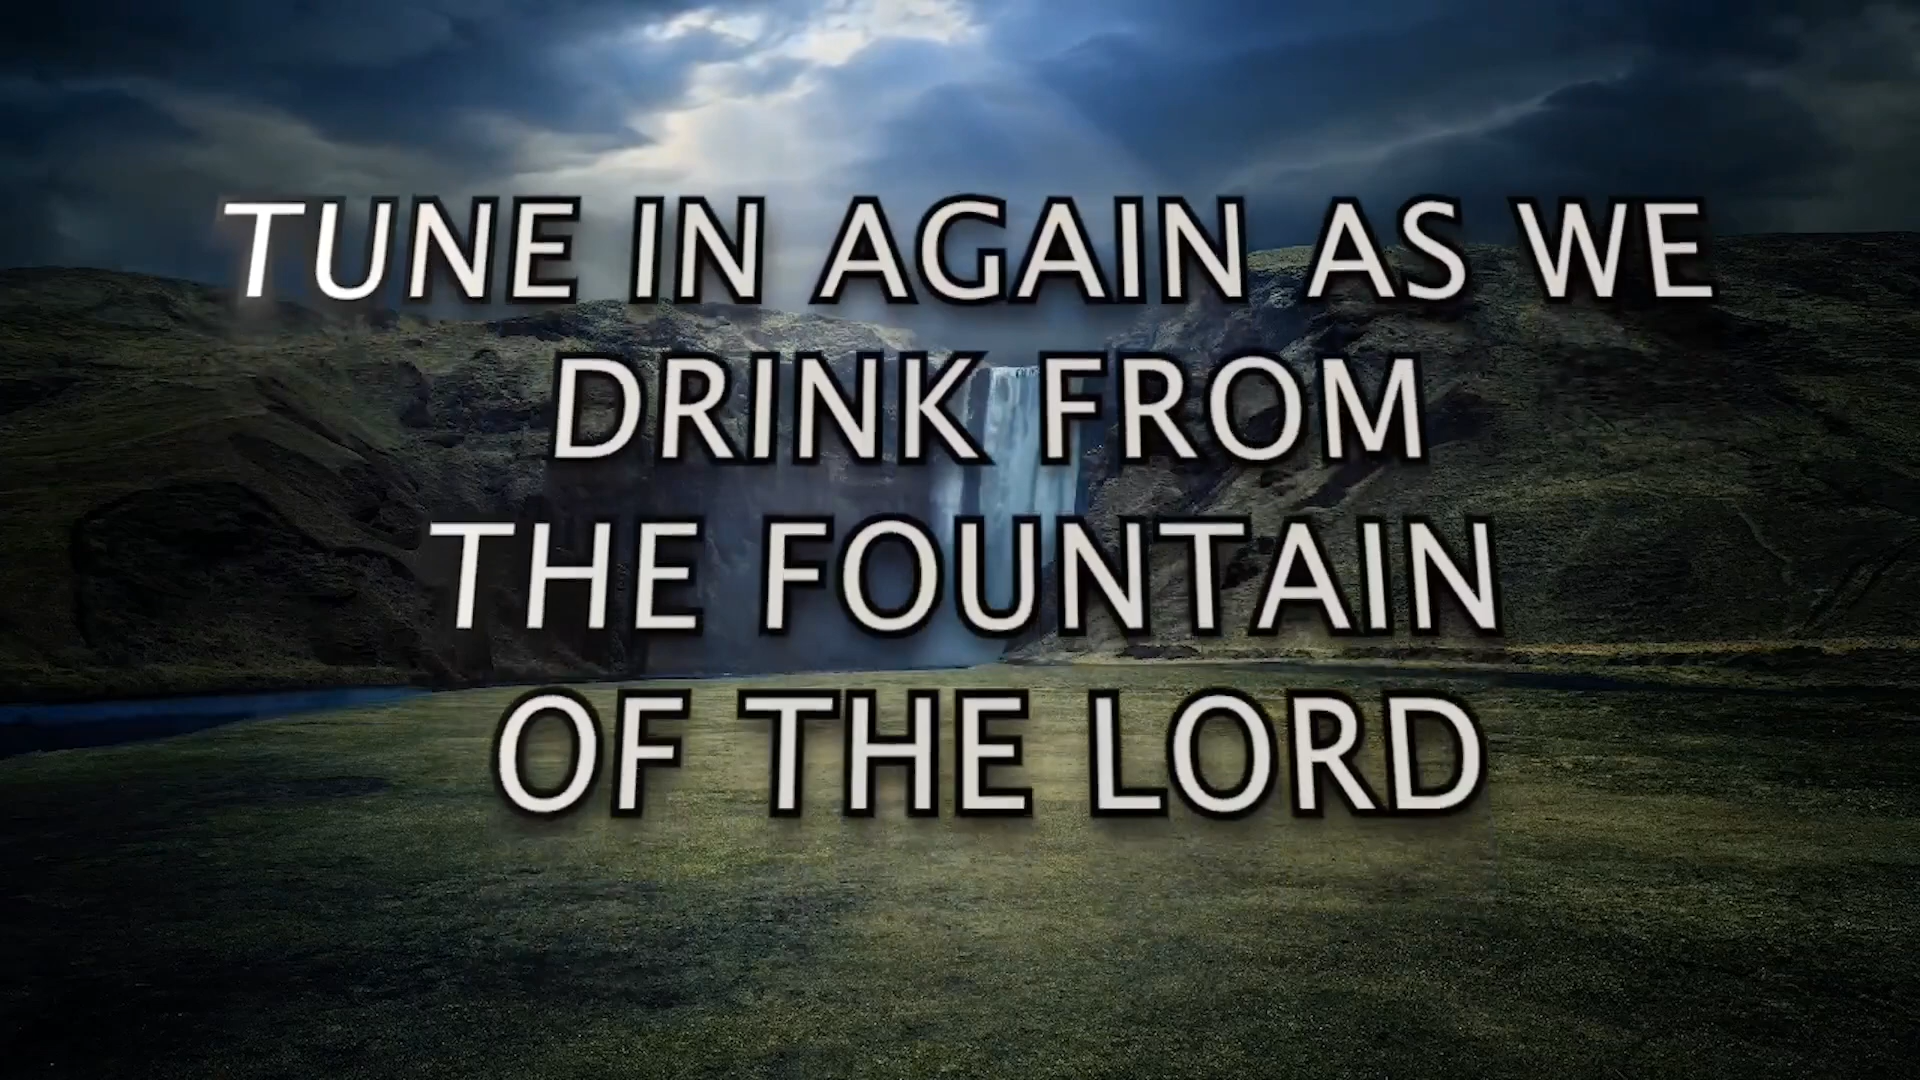 TUNE IN AGAIN AS WE
DRINK FROM
THE FOUNTAIN
OF THE LORD